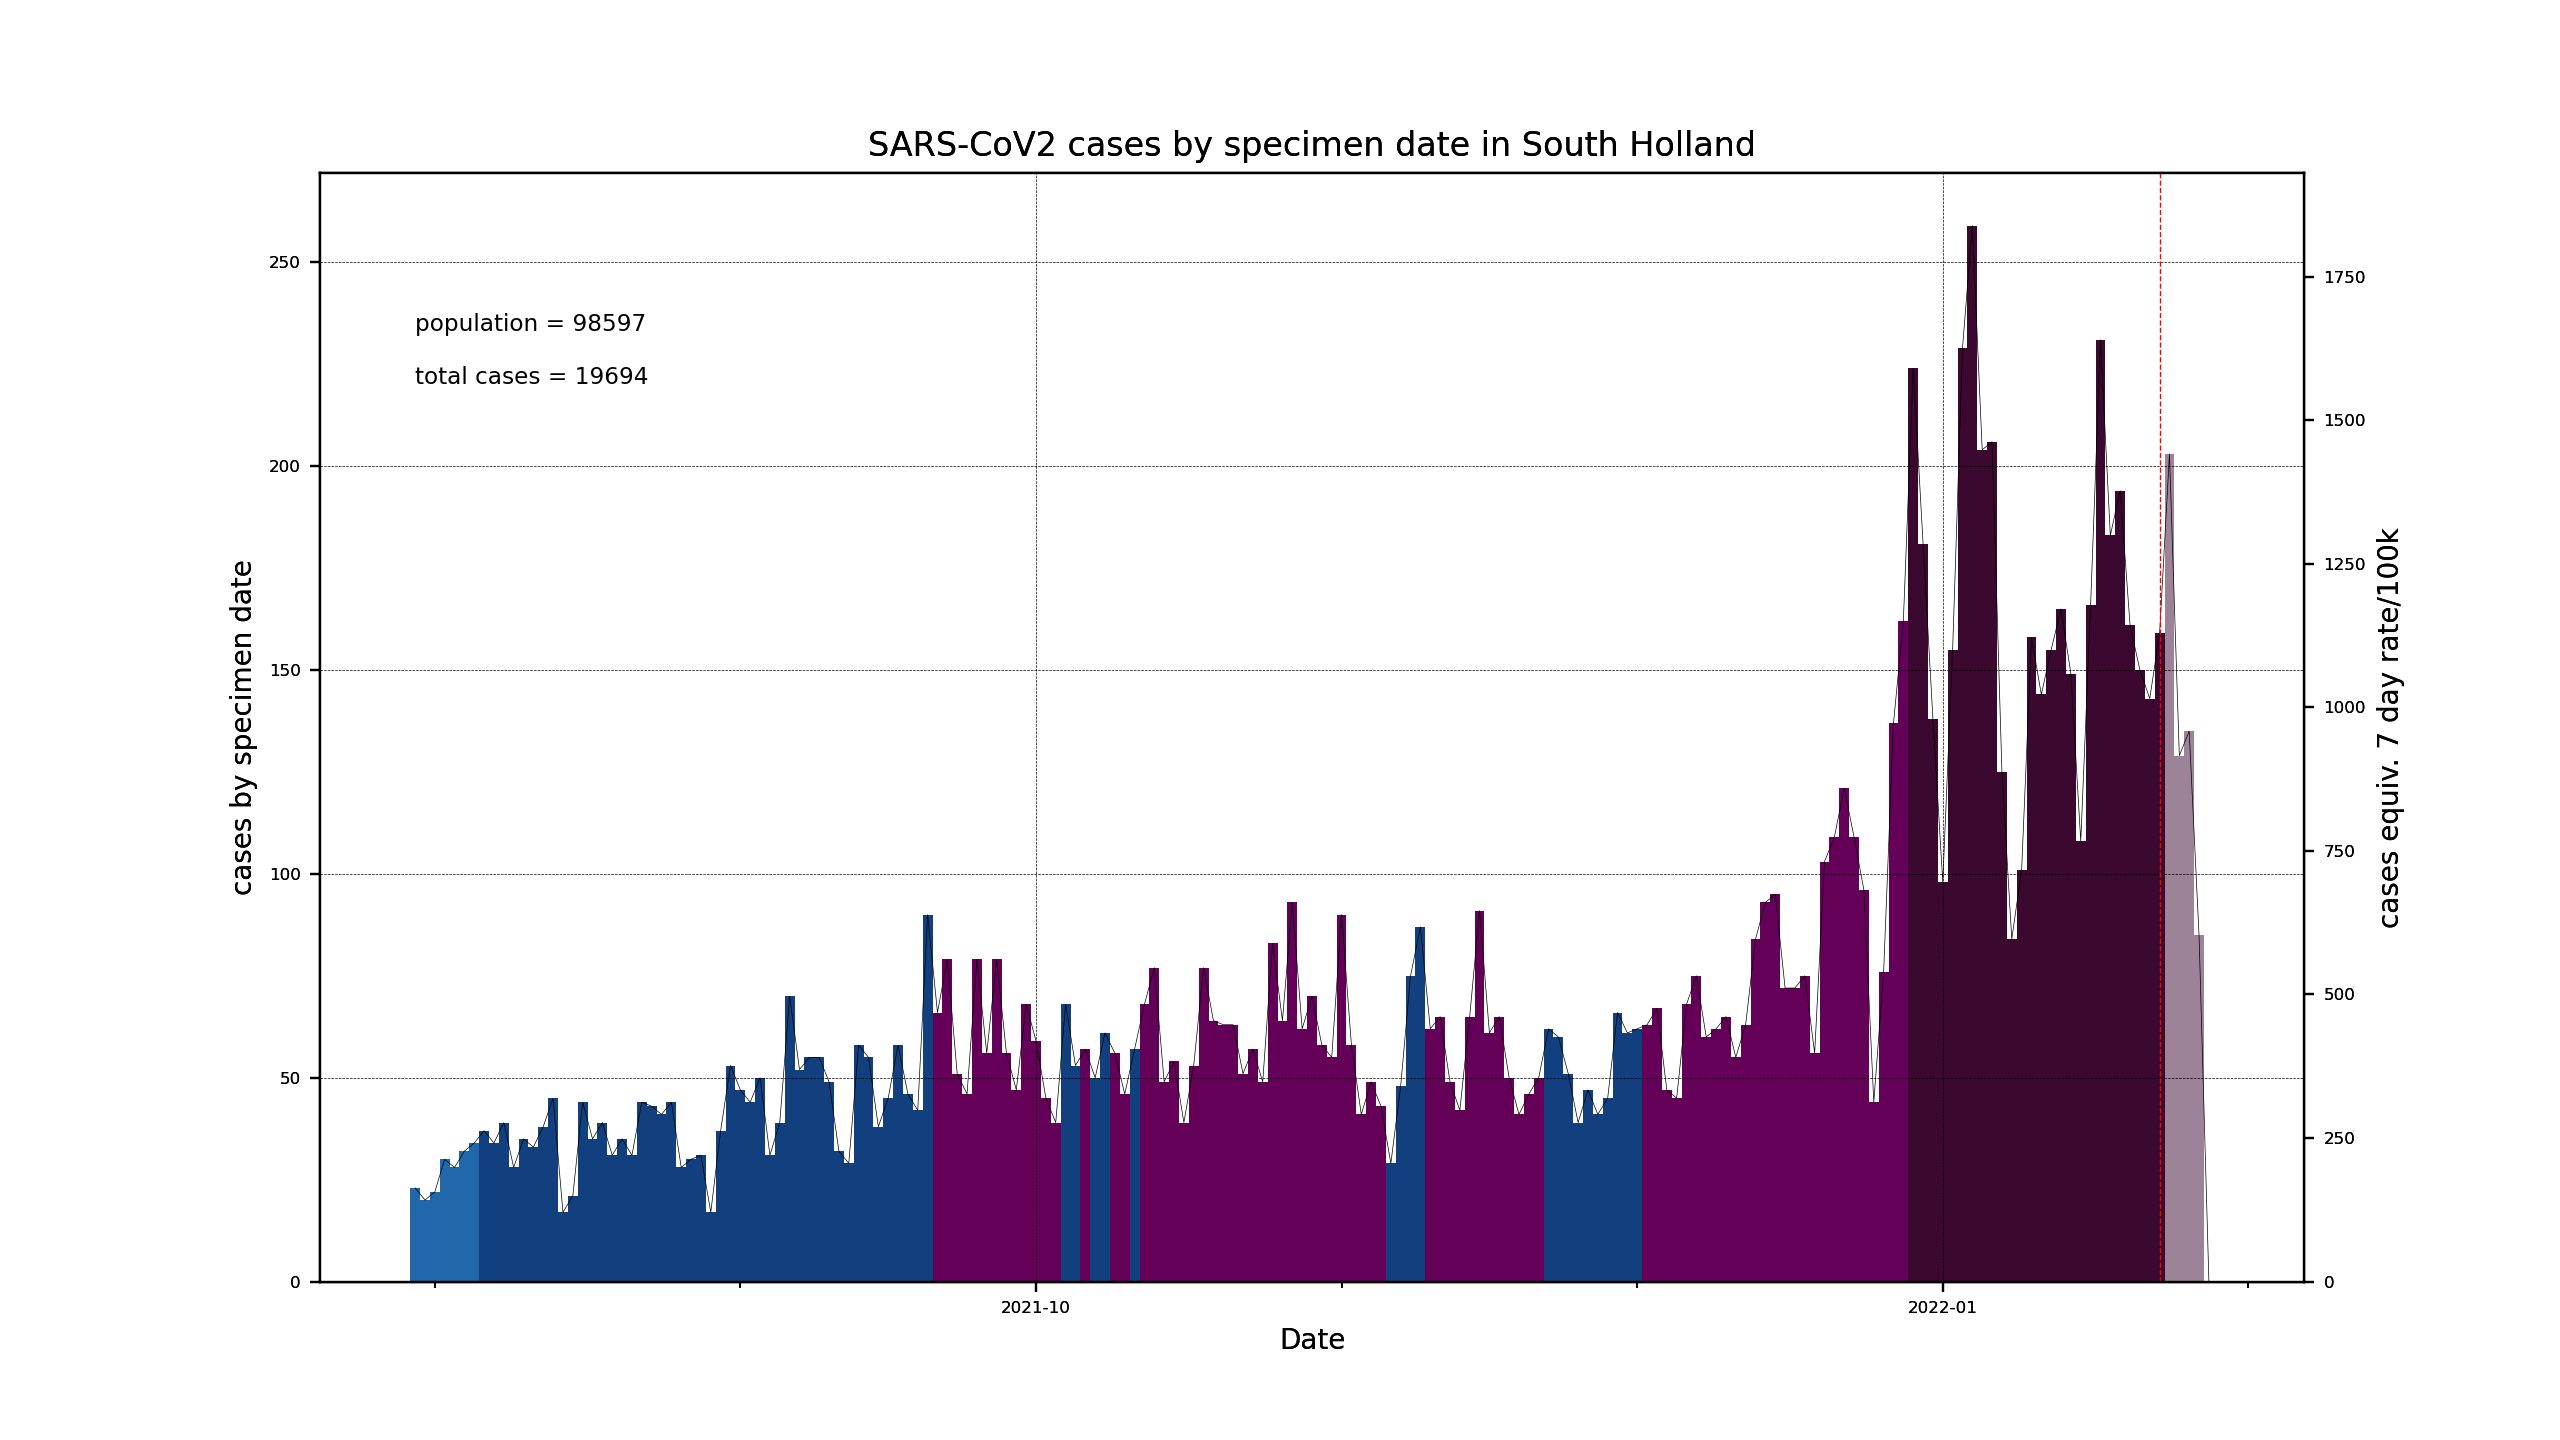 SARS-CoV2 cases by specimen date in South Holland
population = 98597
total cases = 19694
cases by specimen date
250
200
150
100
50
0
1750
1500
1250
1000
750
500
250
0
cases equiv. 7 day rate/100k
2021-10
2022-01
Date